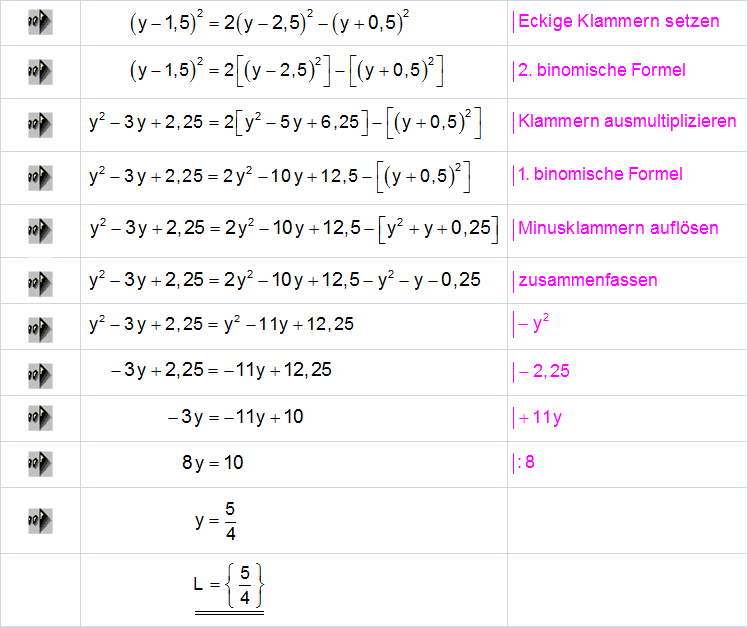 (y – 1,5)² = 2(y – 2,5)² – (y + 0,5)² | Eckige Klammern setzen
(y – 1,5)² = 2[(y – 2,5)²] – [(y + 0,5)²] | 2. binomische Formel
y² – 3y + 2,25 = 2[y² – 5y + 6,25] – [(y + 0,5)²] | Klammern ausmultiplizieren
y² – 3y + 2,25 = 2y² – 10y + 12,5 – [(y + 0,5)²] | 1. binomische Formel
y² – 3y + 2,25 = 2y² – 10y + 12,5 – [y² + y + 0,25] | Minusklammern auflösen
y² – 3y + 2,25 = 2y² – 10y + 12,5 – y² – y – 0,25 | zusammenfassen
y² – 3y + 2,25 = y² – 11y + 12,25 | – y²
– 3y + 2,25 = –11y + 12,25 | – 2,25
– 3y = –11y + 10 | + 11y
8y = 10 | : 8
y = 5/4
L = {5/4}